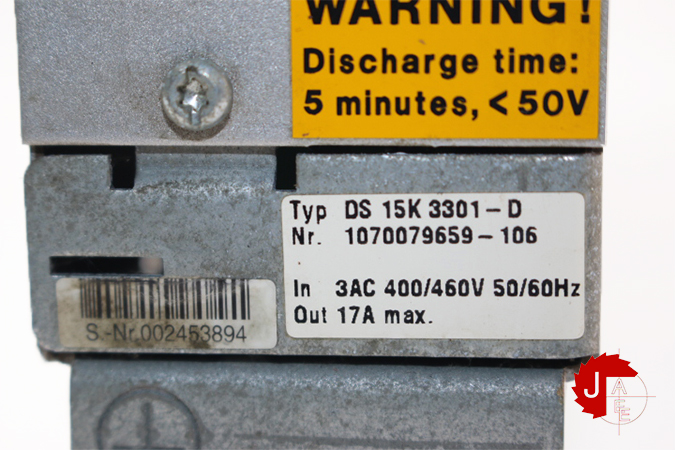 WARNING!
Discharge time:
5 minutes, < 50V
Typ DS 15K 3301-D
Nr. 1070079659-106
In 3AC 400/460V 50/60Hz
Out 17A max.
S.-Nr.002453894
J